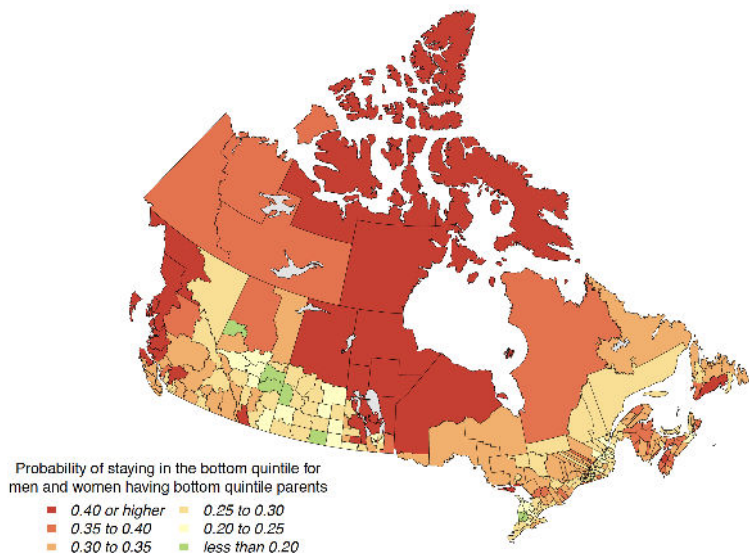 Probability of staying in the bottom quintile for
men and women having bottom quintile parents
0.40 or higher
0.35 to 0.40
0.30 to 0.35
0.25 to 0.30
0.20 to 0.25
less than 0.20